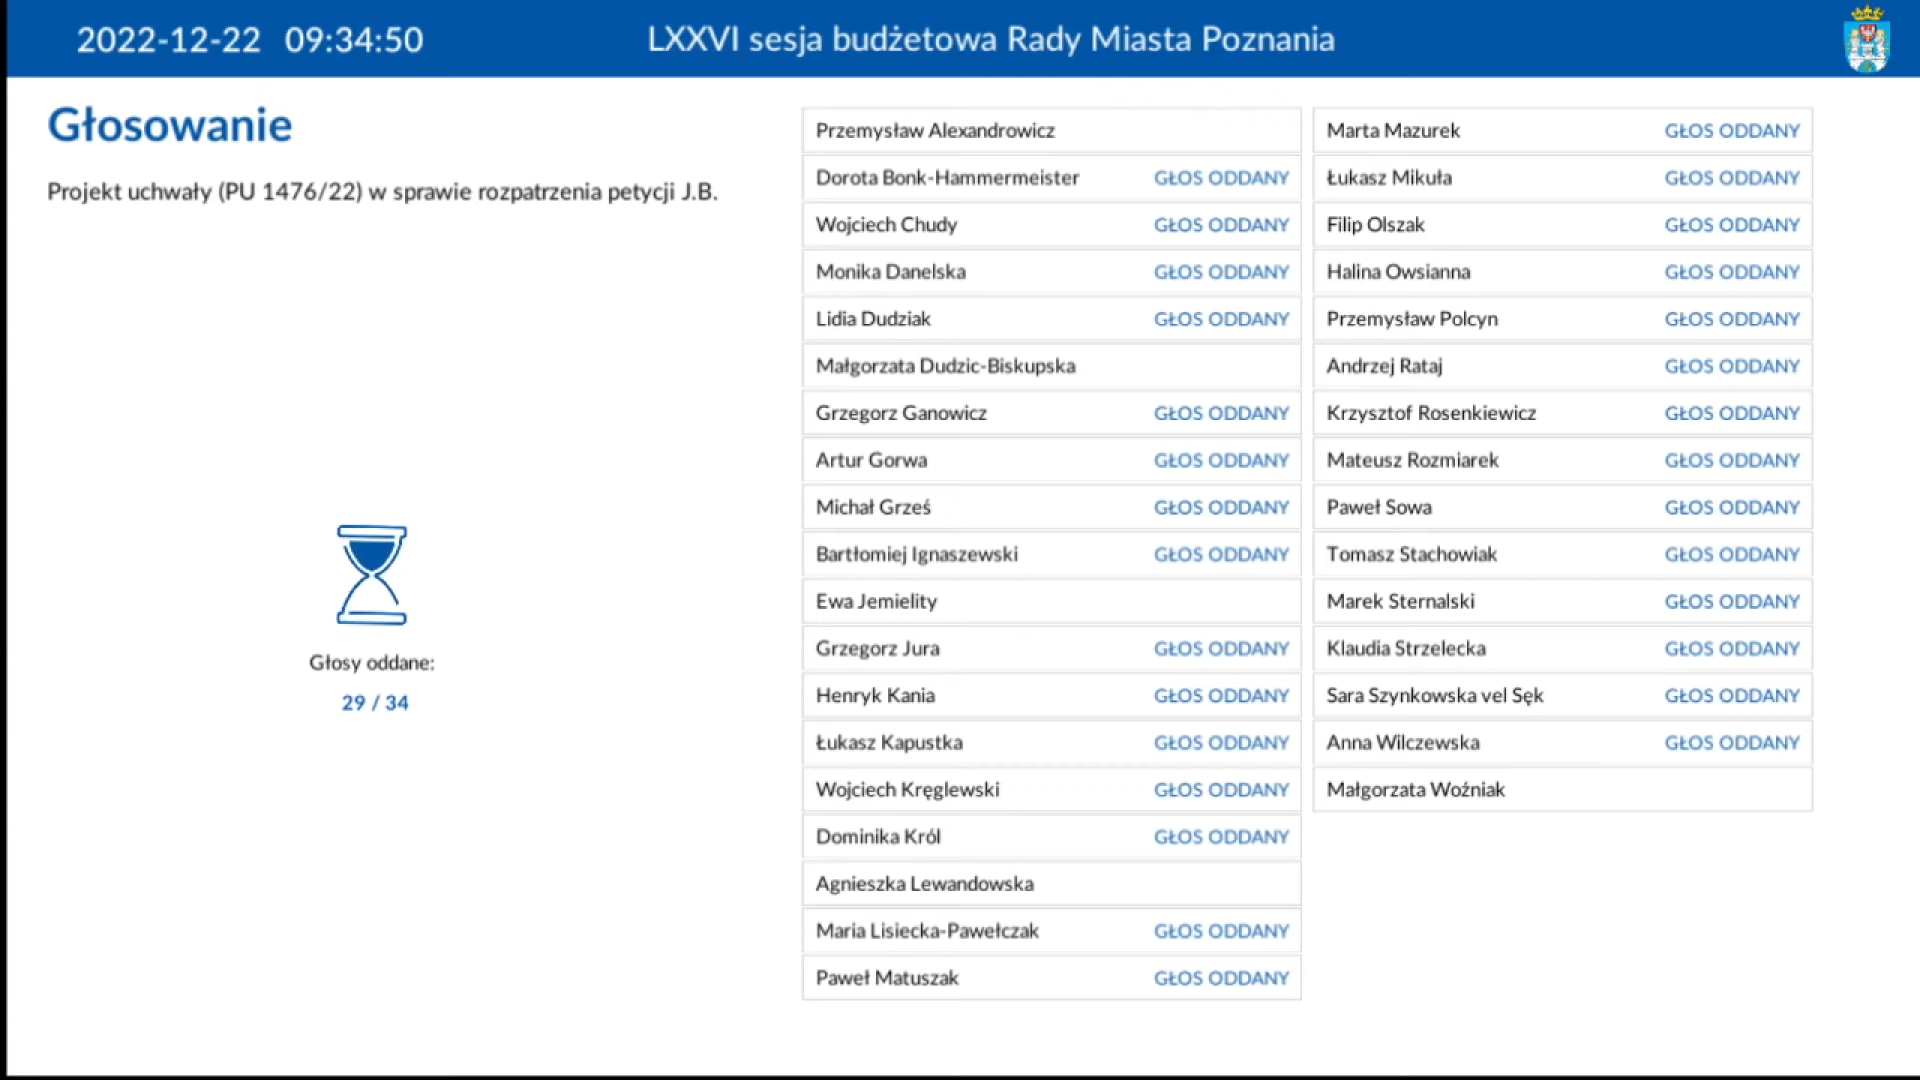 2022-12-22 09:34:50
LXXVI sesja budżetowa Rady Miasta Poznania
Głosowanie
Projekt uchwały (PU 1476/22) w sprawie rozpatrzenia petycji J.B.
Głosy oddane:
29 / 34
Przemysław Alexandrowicz
Dorota Bonk-Hammermeister GŁOS ODDANY
Wojciech Chudy GŁOS ODDANY
Monika Danelska GŁOS ODDANY
Lidia Dudziak GŁOS ODDANY
Małgorzata Dudzic-Biskupska
Grzegorz Ganowicz GŁOS ODDANY
Artur Gorwa GŁOS ODDANY
Michał Grześ GŁOS ODDANY
Bartłomiej Ignaszewski GŁOS ODDANY
Ewa Jemielity
Grzegorz Jura GŁOS ODDANY
Henryk Kania GŁOS ODDANY
Łukasz Kapustka GŁOS ODDANY
Wojciech Kręglewski GŁOS ODDANY
Dominika Król GŁOS ODDANY
Agnieszka Lewandowska
Maria Lisiecka-Pawełczak GŁOS ODDANY
Paweł Matuszak GŁOS ODDANY
Marta Mazurek GŁOS ODDANY
Łukasz Mikuła GŁOS ODDANY
Filip Olszak GŁOS ODDANY
Halina Owsianna GŁOS ODDANY
Przemysław Polcyn GŁOS ODDANY
Andrzej Rataj GŁOS ODDANY
Krzysztof Rosenkiewicz GŁOS ODDANY
Mateusz Rozmiarek GŁOS ODDANY
Paweł Sowa GŁOS ODDANY
Tomasz Stachowiak GŁOS ODDANY
Marek Sternalski GŁOS ODDANY
Klaudia Strzelecka GŁOS ODDANY
Sara Szynkowska vel Sęk GŁOS ODDANY
Anna Wilczewska GŁOS ODDANY
Małgorzata Woźniak